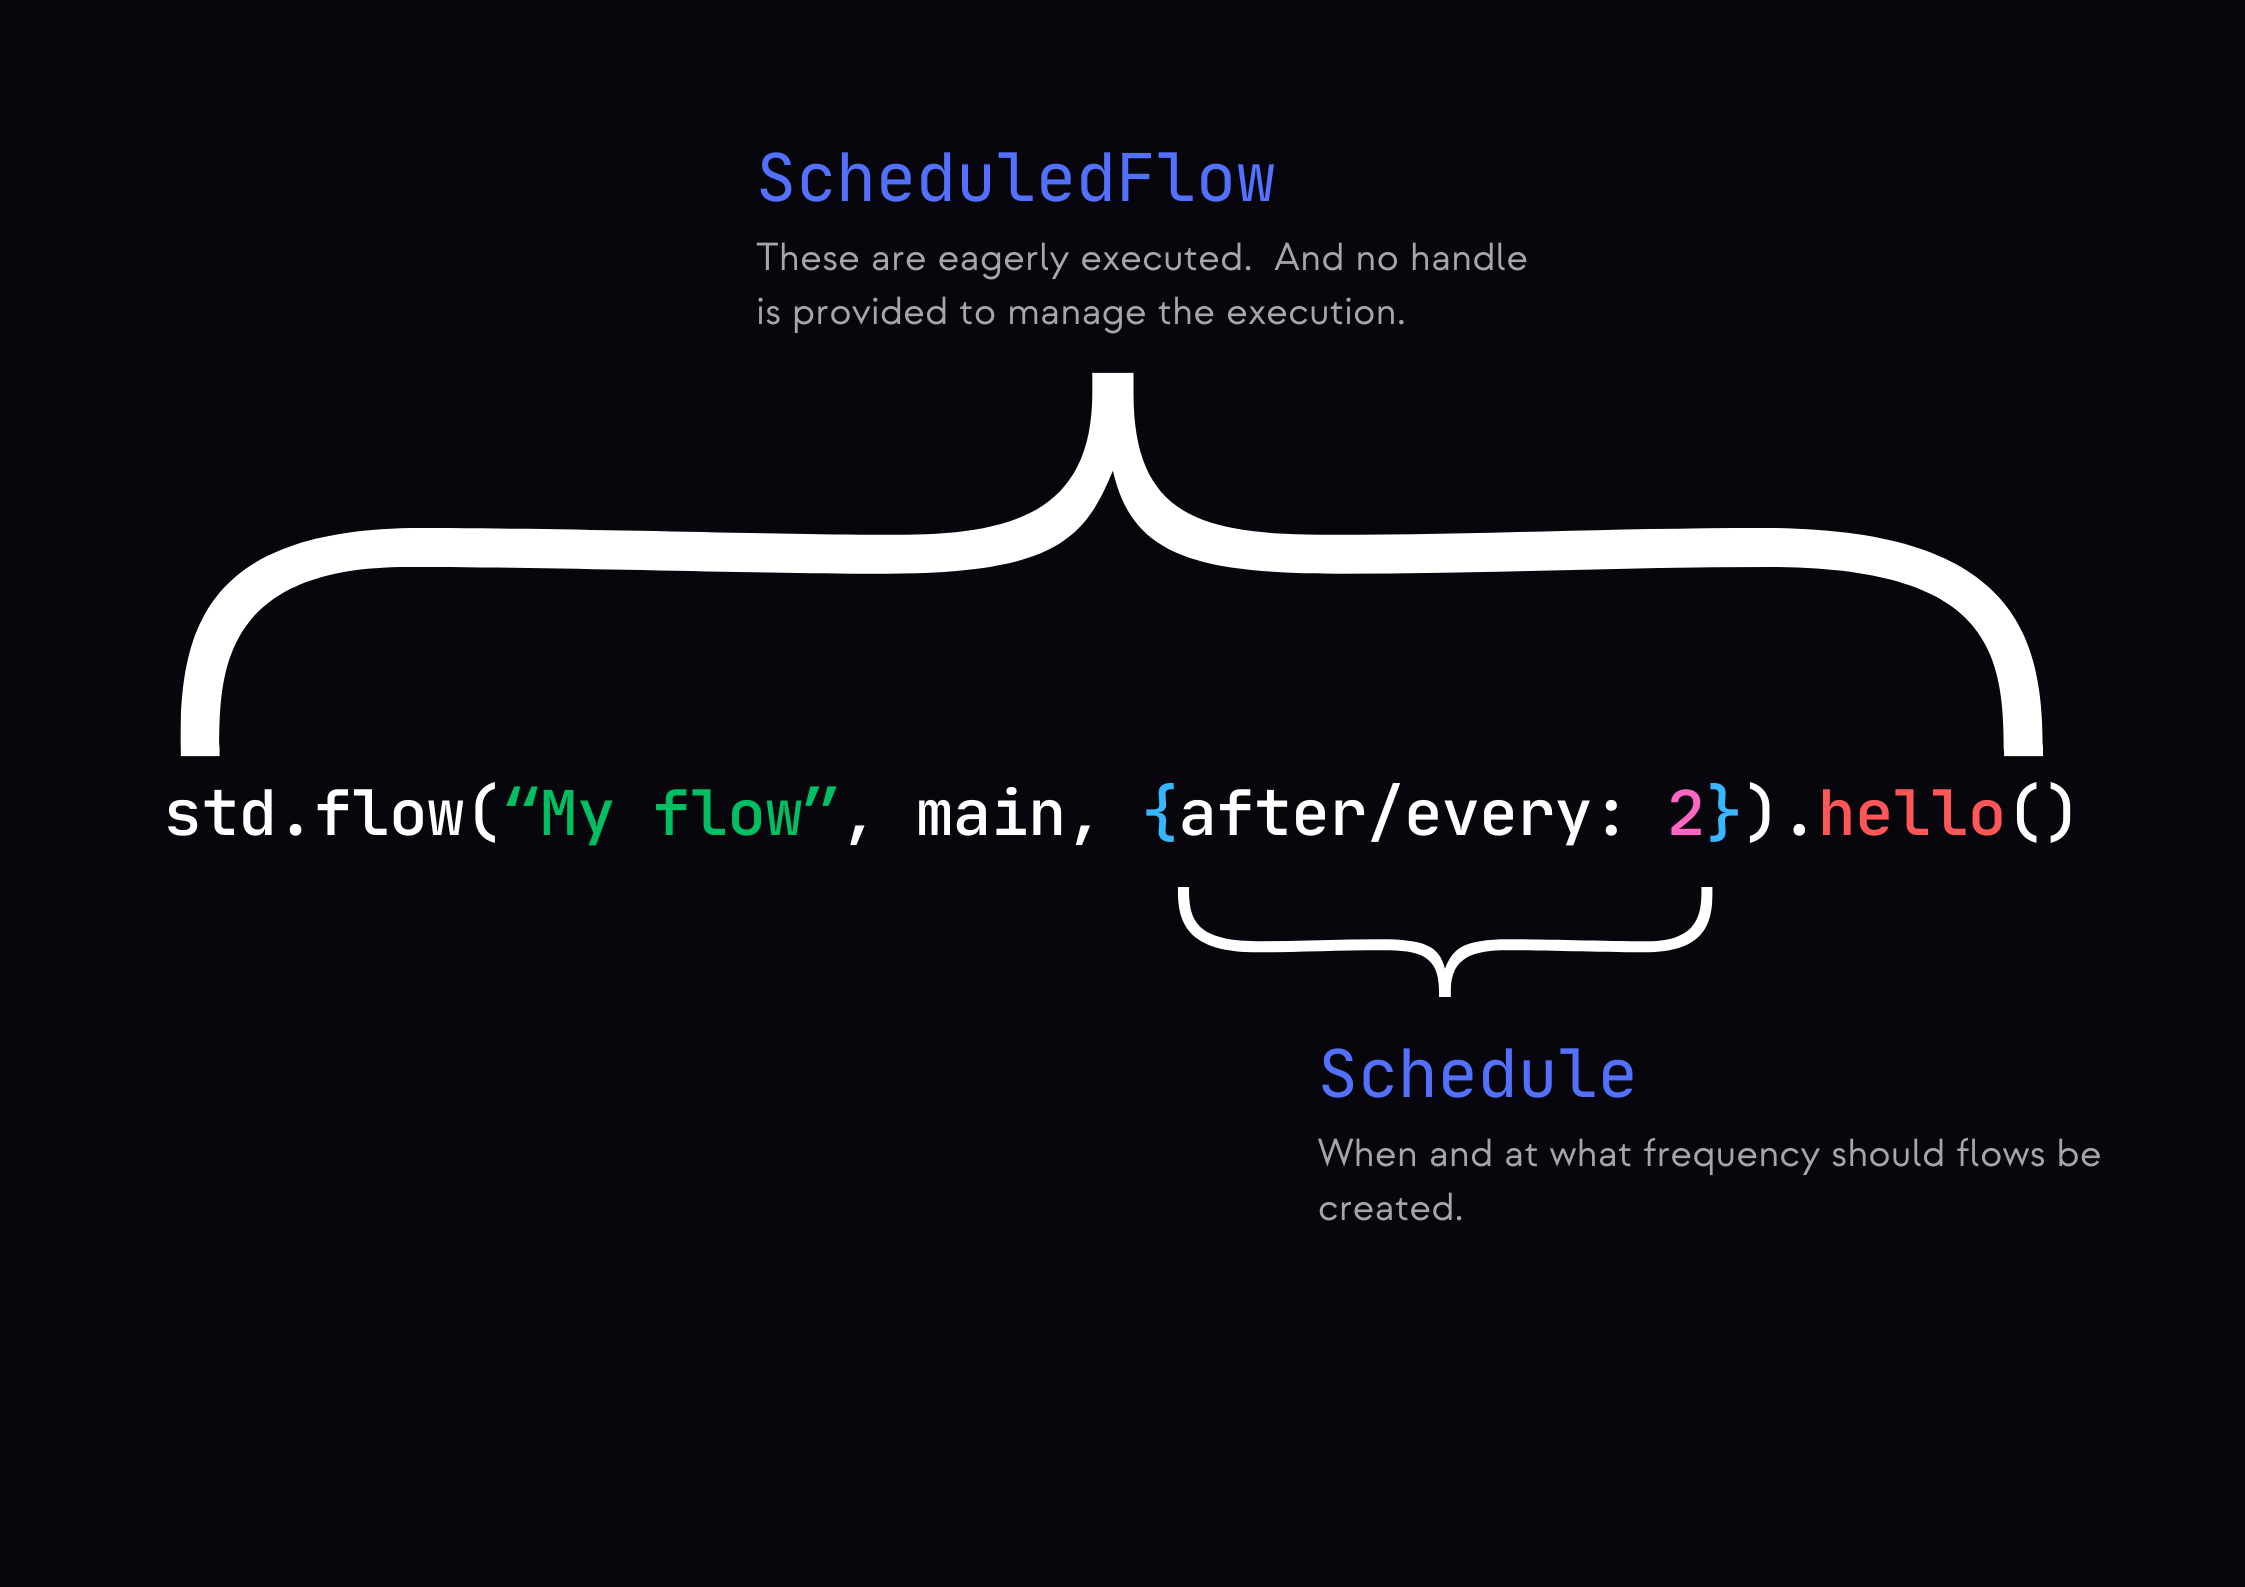 ScheduledFlow
These are eagerly executed.  And no handle
is provided to manage the execution.
std.flow(“My flow”, main, {after/every: 2}).hello()
Schedule
When and at what frequency should flows be
created.